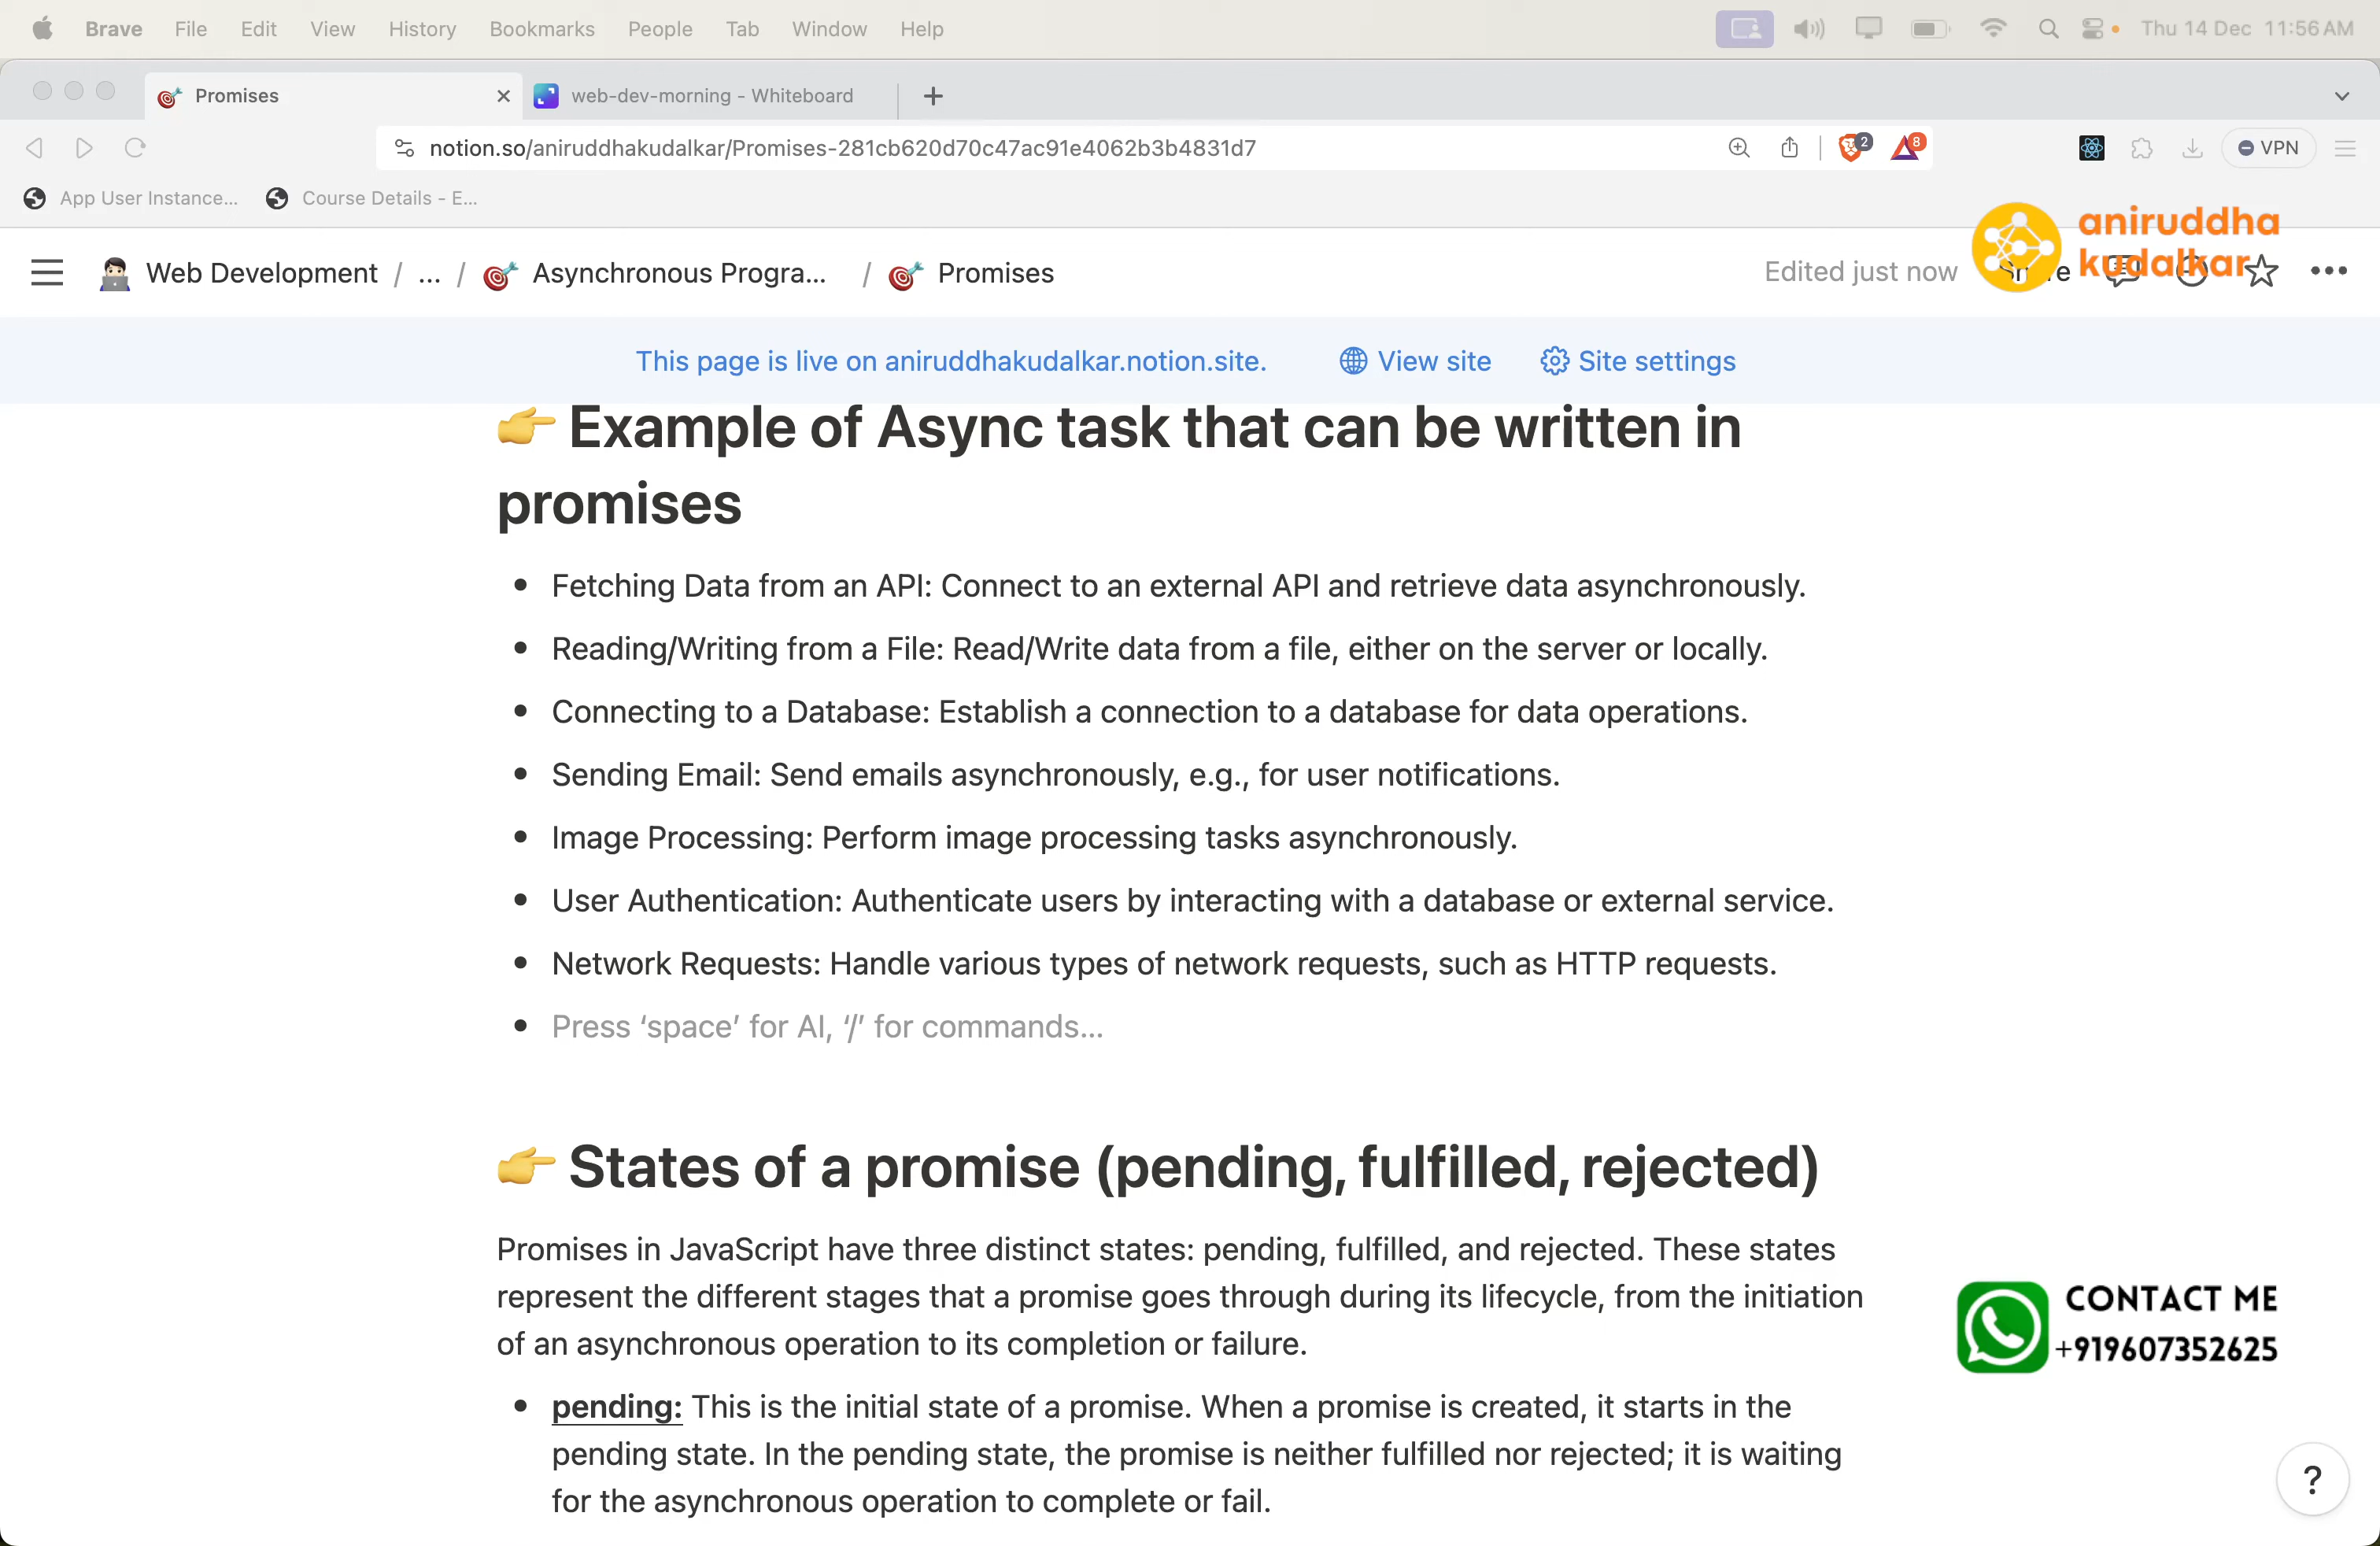 Brave File Edit View History Bookmarks People Tab Window Help Thu 14 Dec 11:56 AM
Promises web-dev-morning - Whiteboard
notion.so/aniruddhakudalkar/Promises-281cb620d70c47ac91e4062b3b4831d7 2 8 VPN
App User Instance... Course Details - E...
aniruddha
kudalkar
Web Development / ... / Asynchronous Progra... / Promises Edited just now
This page is live on aniruddhakudalkar.notion.site. View site Site settings
👉 Example of Async task that can be written in
promises
• Fetching Data from an API: Connect to an external API and retrieve data asynchronously.
• Reading/Writing from a File: Read/Write data from a file, either on the server or locally.
• Connecting to a Database: Establish a connection to a database for data operations.
• Sending Email: Send emails asynchronously, e.g., for user notifications.
• Image Processing: Perform image processing tasks asynchronously.
• User Authentication: Authenticate users by interacting with a database or external service.
• Network Requests: Handle various types of network requests, such as HTTP requests.
• Press ‘space’ for AI, ‘/’ for commands...
👉 States of a promise (pending, fulfilled, rejected)
Promises in JavaScript have three distinct states: pending, fulfilled, and rejected. These states
represent the different stages that a promise goes through during its lifecycle, from the initiation
of an asynchronous operation to its completion or failure.
CONTACT ME
+919607352625
• pending: This is the initial state of a promise. When a promise is created, it starts in the
pending state. In the pending state, the promise is neither fulfilled nor rejected; it is waiting
for the asynchronous operation to complete or fail.
?